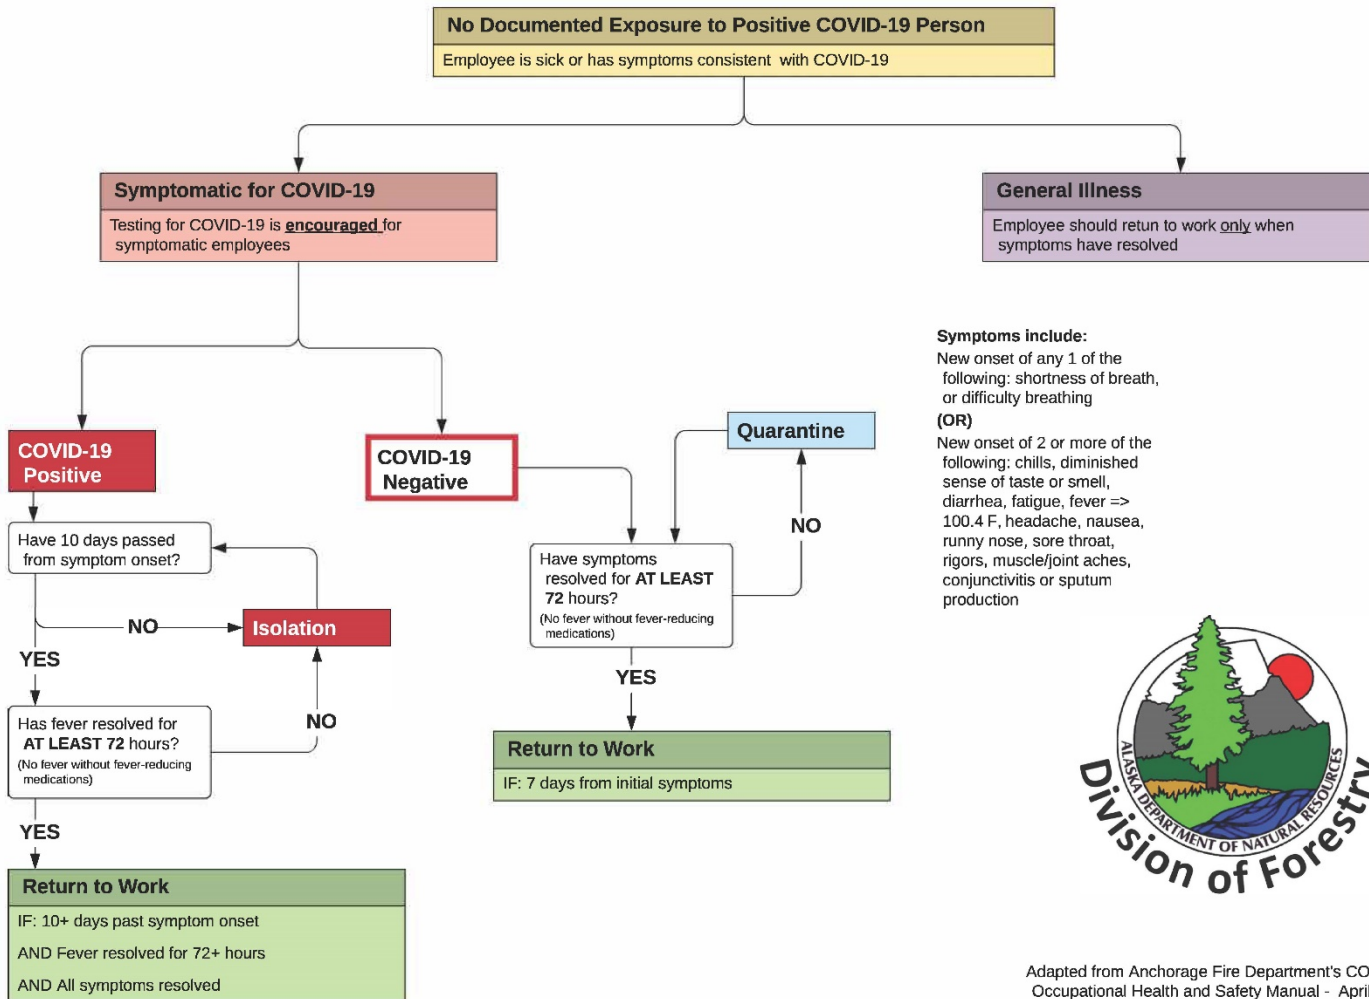 No Documented Exposure to Positive COVID-19 Person
Employee is sick or has symptoms consistent with COVID-19
Symptomatic for COVID-19
Testing for COVID-19 is encouraged for
symptomatic employees
General Illness
Employee should retun to work only when
symptoms have resolved
Symptoms include:
New onset of any 1 of the
following: shortness of breath,
or difficulty breathing
(OR)
New onset of 2 or more of the
following: chills, diminished
sense of taste or smell,
diarrhea, fatigue, fever =>
100.4 F, headache, nausea,
runny nose, sore throat,
rigors, muscle/joint aches,
conjunctivitis or sputum
production
COVID-19
Positive
COVID-19
Negative
Quarantine
Have 10 days passed
from symptom onset?
NO
Isolation
YES
Has fever resolved for
AT LEAST 72 hours?
(No fever without fever-reducing
medications)
NO
YES
Return to Work
IF: 10+ days past symptom onset
AND Fever resolved for 72+ hours
AND All symptoms resolved
Have symptoms
resolved for AT LEAST
72 hours?
(No fever without fever-reducing
medications)
NO
YES
Return to Work
IF: 7 days from initial symptoms
ALASKA DEPARTMENT OF NATURAL RESOURCES
Division of Forestry
Adapted from Anchorage Fire Department's CO
Occupational Health and Safety Manual - April